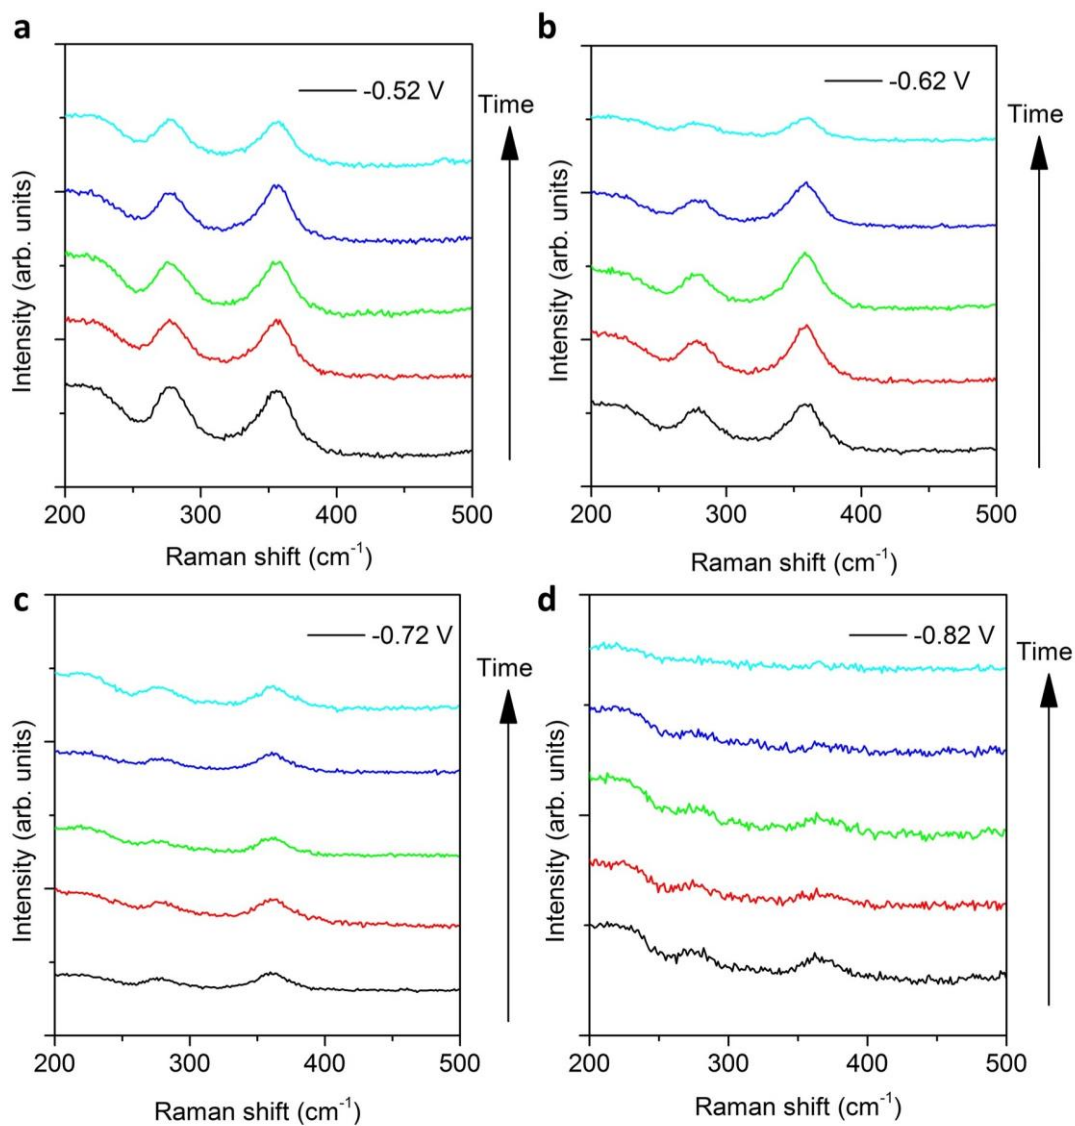 a
-0.52 V
Time
Intensity (arb. units)
200 300 400 500
Raman shift (cm⁻¹)
b
-0.62 V
Time
Intensity (arb. units)
200 300 400 500
Raman shift (cm⁻¹)
c
-0.72 V
Time
Intensity (arb. units)
200 300 400 500
Raman shift (cm⁻¹)
d
-0.82 V
Time
Intensity (arb. units)
200 300 400 500
Raman shift (cm⁻¹)